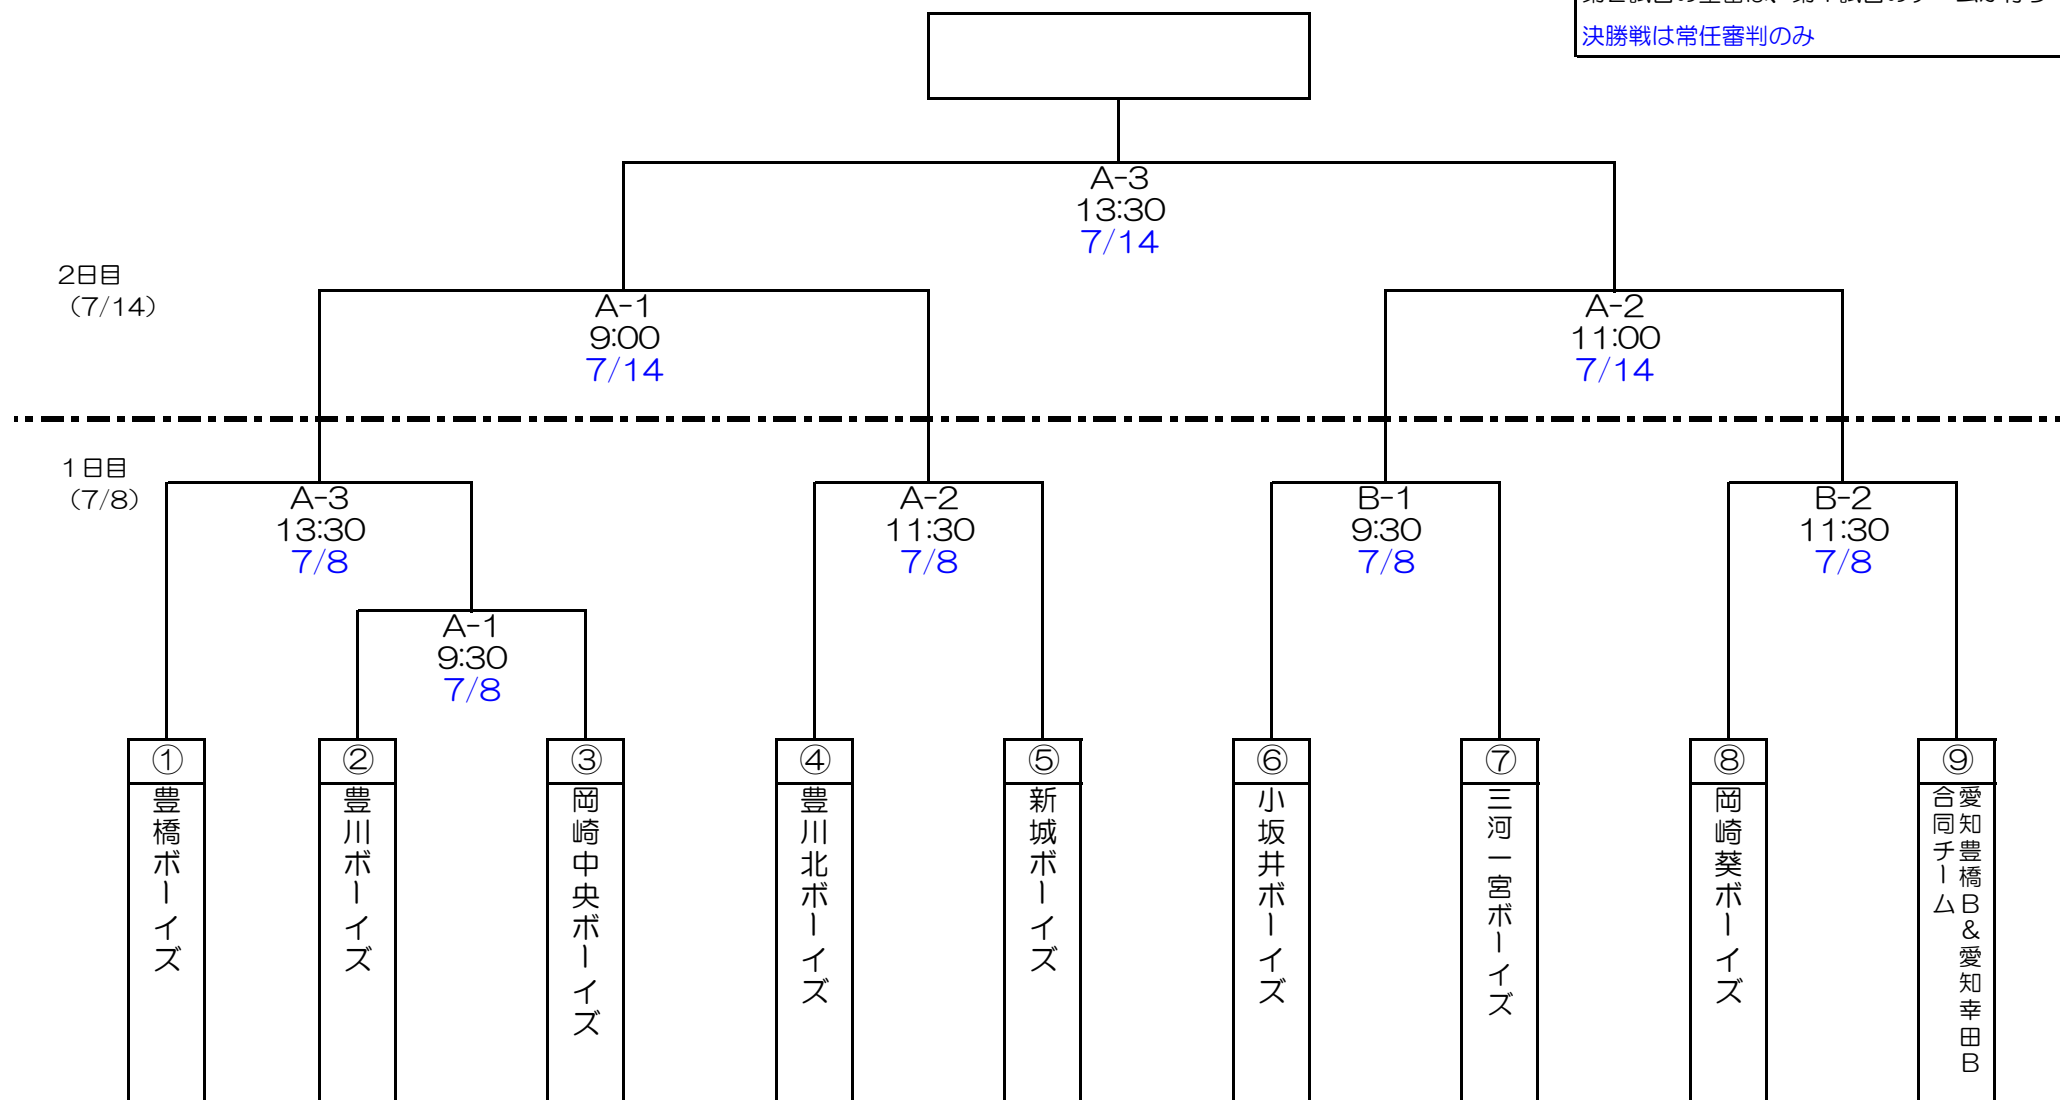 決勝戦は常任審判のみ
A-3
13:30
7/14
2日目
（7/14）
A-1
9:00
7/14
A-2
11:00
7/14
1日目
（7/8）
A-3
13:30
7/8
A-2
11:30
7/8
B-1
9:30
7/8
B-2
11:30
7/8
A-1
9:30
7/8
①
豊橋ボーイズ
②
豊川ボーイズ
③
岡崎中央ボーイズ
④
豊川北ボーイズ
⑤
新城ボーイズ
⑥
小坂井ボーイズ
⑦
三河一宮ボーイズ
⑧
岡崎葵ボーイズ
⑨
愛知豊橋B＆愛知幸田B
合同チーム